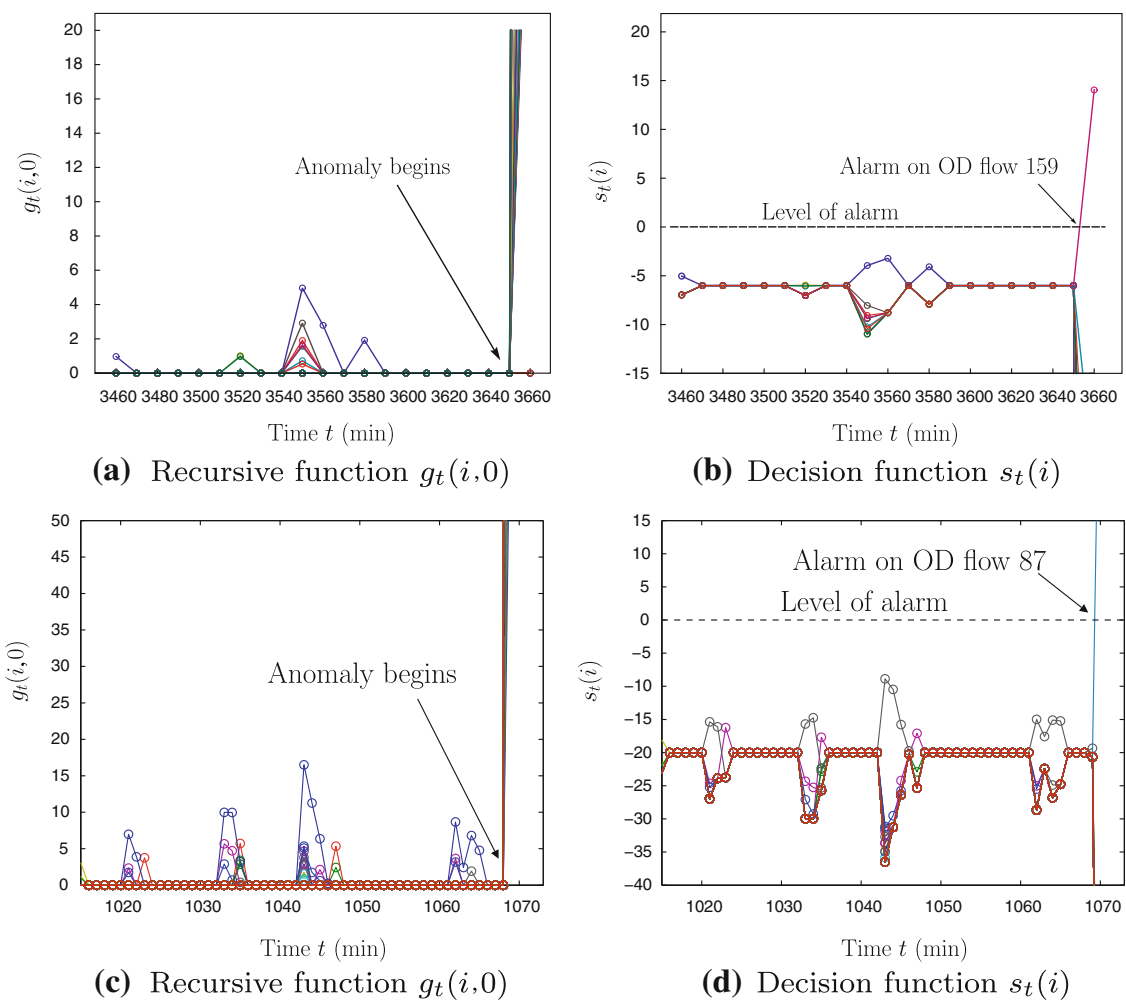 20
18
16
14
12
10
8
6
4
2
0
g_t(i,0)
Anomaly begins
3460 3480 3500 3520 3540 3560 3580 3600 3620 3640 3660
Time t (min)
(a) Recursive function g_t(i,0)
20
15
10
5
0
-5
-10
-15
s_t(i)
Alarm on OD flow 159
Level of alarm
3460 3480 3500 3520 3540 3560 3580 3600 3620 3640 3660
Time t (min)
(b) Decision function s_t(i)
50
45
40
35
30
25
20
15
10
5
0
g_t(i,0)
Anomaly begins
1020 1030 1040 1050 1060 1070
Time t (min)
(c) Recursive function g_t(i,0)
15
10
5
0
−5
−10
−15
−20
−25
−30
−35
−40
s_t(i)
Alarm on OD flow 87
Level of alarm
1020 1030 1040 1050 1060 1070
Time t (min)
(d) Decision function s_t(i)